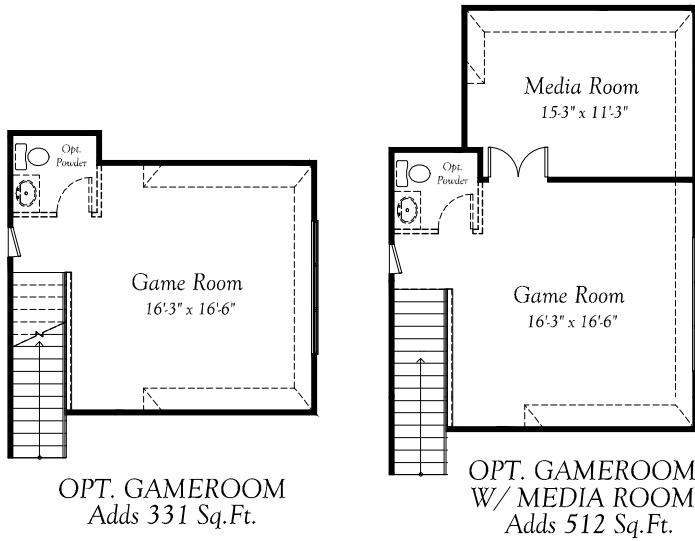 Opt.
Powder
Game Room
16'-3" x 16'-6"
OPT. GAMEROOM
Adds 331 Sq.Ft.
Media Room
15-3" x 11'-3"
Opt.
Powder
Game Room
16'-3" x 16'-6"
OPT. GAMEROOM
W/ MEDIA ROOM
Adds 512 Sq.Ft.